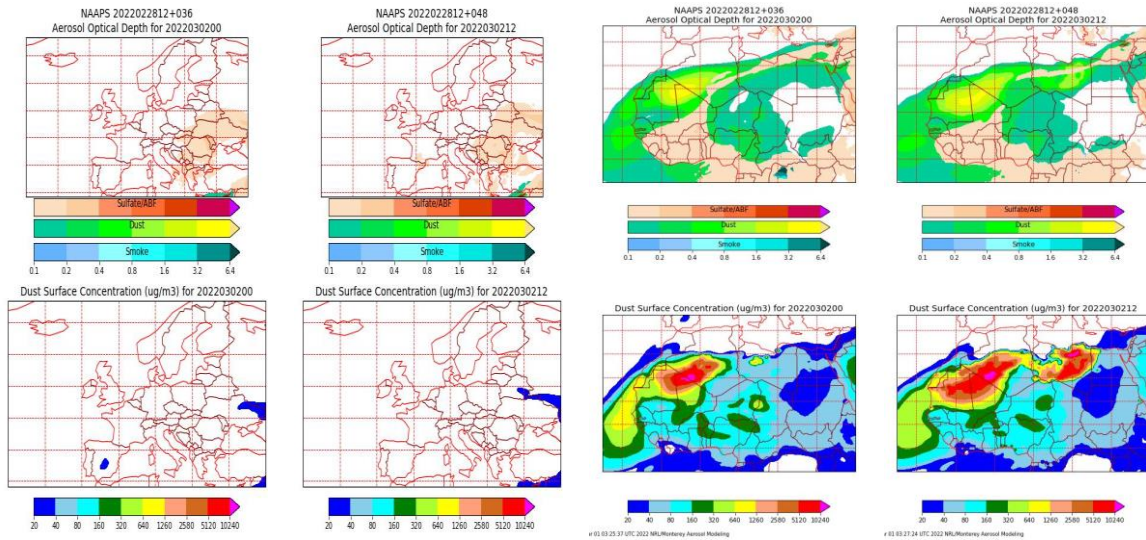 NAAPS 2022022812+036
Aerosol Optical Depth for 2022030200
NAAPS 2022022812+048
Aerosol Optical Depth for 2022030212
NAAPS 2022022812+036
Aerosol Optical Depth for 2022030200
NAAPS 2022022812+048
Aerosol Optical Depth for 2022030212
Sulfate/ABF
Dust
Smoke
0.1 0.2 0.4 0.8 1.6 3.2 6.4
Sulfate/ABF
Dust
Smoke
0.1 0.2 0.4 0.8 1.6 3.2 6.4
Sulfate/ABF
Dust
Smoke
0.1 0.2 0.4 0.8 1.6 3.2 6.4
Sulfate/ABF
Dust
Smoke
0.1 0.2 0.4 0.8 1.6 3.2 6.4
Dust Surface Concentration (ug/m3) for 2022030200
Dust Surface Concentration (ug/m3) for 2022030212
Dust Surface Concentration (ug/m3) for 2022030200
Dust Surface Concentration (ug/m3) for 2022030212
20 40 80 160 320 640 1260 2580 5120 10240
20 40 80 160 320 640 1260 2580 5120 10240
20 40 80 160 320 640 1260 2580 5120 10240
20 40 80 160 320 640 1260 2580 5120 10240
r 01 03:25:37 UTC 2022 NRL/Monterey Aerosol Modeling
r 01 03:27:24 UTC 2022 NRL/Monterey Aerosol Modeling